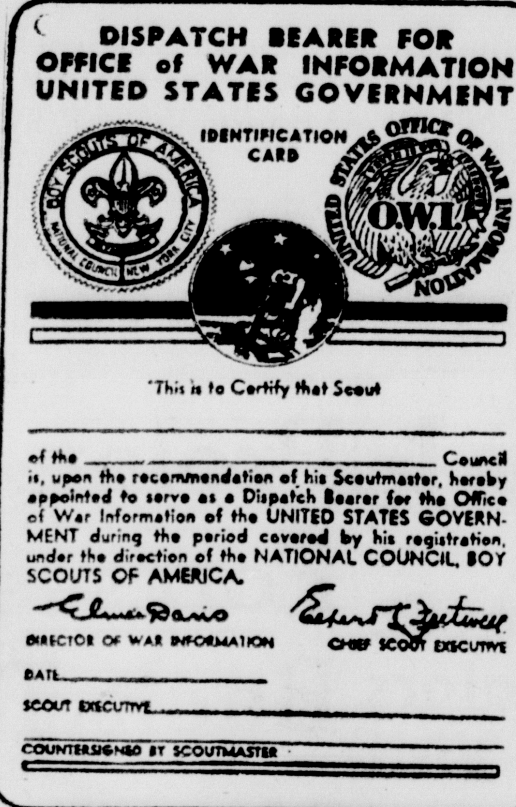 DISPATCH BEARER FOR
OFFICE of WAR INFORMATION
UNITED STATES GOVERNMENT
IDENTIFICATION
CARD
BOY SCOUTS OF AMERICA
NATIONAL COUNCIL NEW YORK CITY
UNITED STATES OFFICE OF WAR INFORMATION
O.W.I.
"This is to Certify that Scout
of the Council
is, upon the recommendation of his Scoutmaster, hereby
appointed to serve as a Dispatch Bearer for the Office
of War Information of the UNITED STATES GOVERN-
MENT during the period covered by his registration,
under the direction of the NATIONAL COUNCIL, BOY
SCOUTS OF AMERICA.
Elmer Davis
DIRECTOR OF WAR INFORMATION CHIEF SCOUT EXECUTIVE
DATE
SCOUT EXECUTIVE
COUNTERSIGNED BY SCOUTMASTER